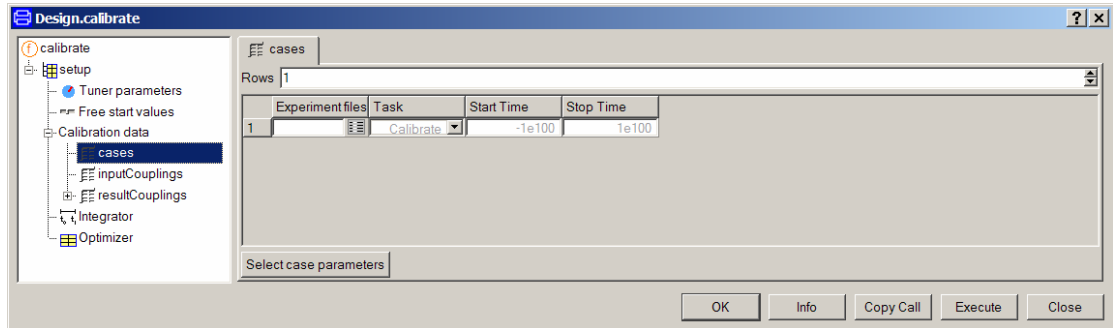 Design.calibrate
calibrate
setup
Tuner parameters
Free start values
Calibration data
cases
inputCouplings
resultCouplings
Integrator
Optimizer
cases
Rows 1
Experiment files Task Start Time Stop Time
1 Calibrate -1e100 1e100
Select case parameters
OK Info Copy Call Execute Close